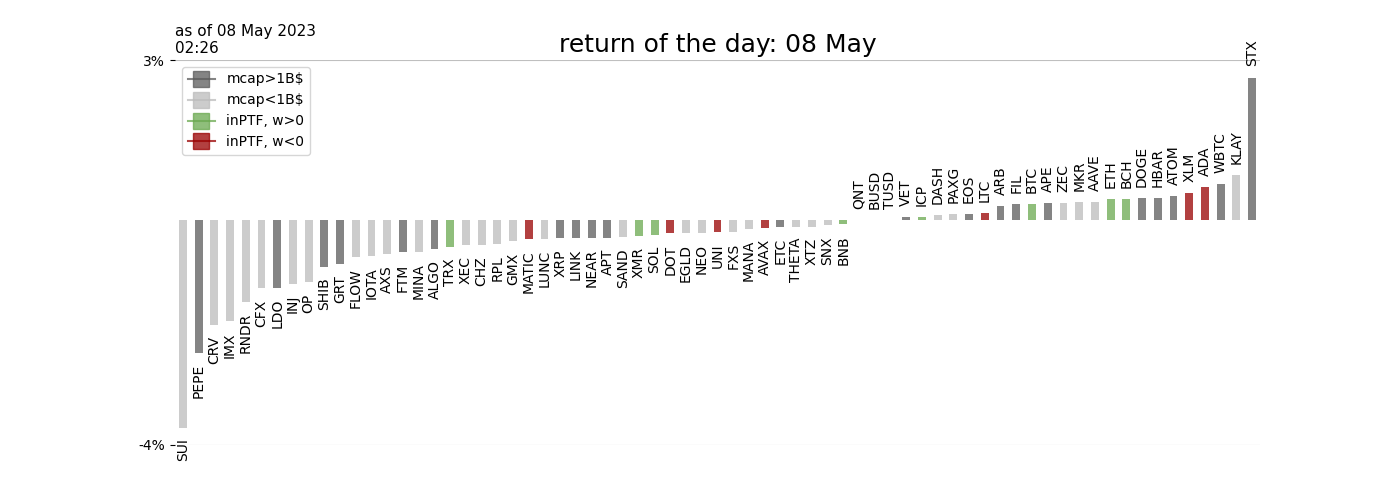 as of 08 May 2023
02:26
return of the day: 08 May
3%
mcap>1B$
mcap<1B$
inPTF, w>0
inPTF, w<0
-4%
SUI
PEPE
CRV
IMX
RNDR
CFX
LDO
INJ
OP
SHIB
GRT
FLOW
IOTA
AXS
FTM
MINA
ALGO
TRX
XEC
CHZ
RPL
GMX
MATIC
LUNC
XRP
LINK
NEAR
APT
SAND
XMR
SOL
DOT
EGLD
NEO
UNI
FXS
MANA
AVAX
ETC
THETA
XTZ
SNX
BNB
QNT
BUSD
TUSD
VET
ICP
DASH
PAXG
EOS
LTC
ARB
FIL
BTC
APE
ZEC
MKR
AAVE
ETH
BCH
DOGE
HBAR
ATOM
XLM
ADA
WBTC
KLAY
STX